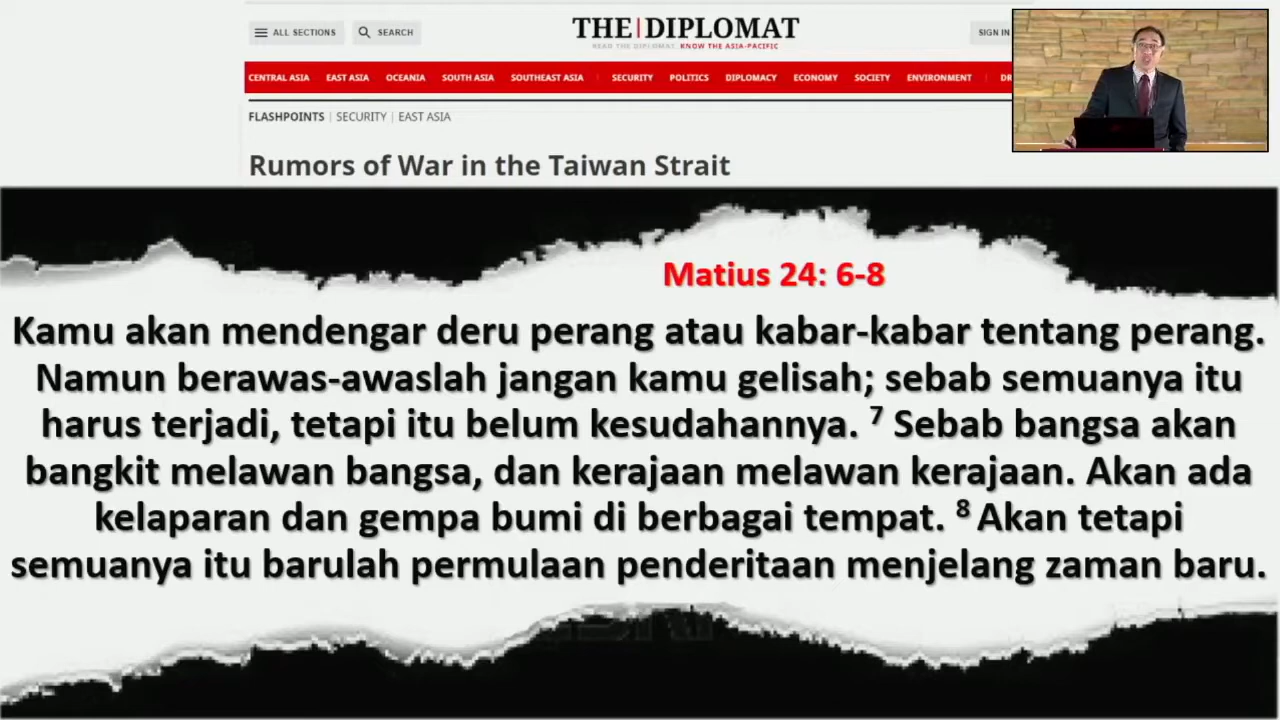 ALL SECTIONS
SEARCH
THE|DIPLOMAT
READ THE DIPLOMAT, KNOW THE ASIA-PACIFIC
SIGN IN
CENTRAL ASIA EAST ASIA OCEANIA SOUTH ASIA SOUTHEAST ASIA | SECURITY POLITICS DIPLOMACY ECONOMY SOCIETY ENVIRONMENT |
FLASHPOINTS | SECURITY | EAST ASIA
Rumors of War in the Taiwan Strait
Matius 24: 6-8
Kamu akan mendengar deru perang atau kabar-kabar tentang perang.
Namun berawas-awaslah jangan kamu gelisah; sebab semuanya itu
harus terjadi, tetapi itu belum kesudahannya. ⁷ Sebab bangsa akan
bangkit melawan bangsa, dan kerajaan melawan kerajaan. Akan ada
kelaparan dan gempa bumi di berbagai tempat. ⁸ Akan tetapi
semuanya itu barulah permulaan penderitaan menjelang zaman baru.